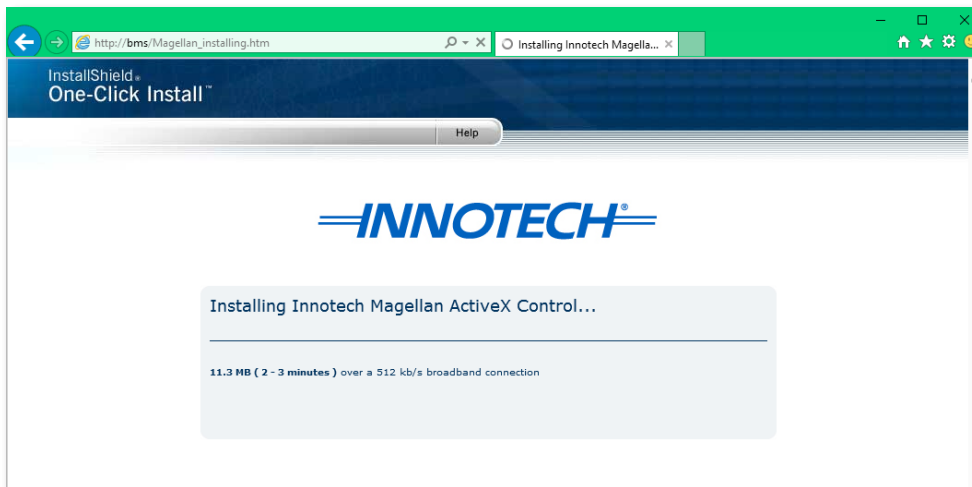 http://bms/Magellan_installing.htm
Installing Innotech Magella...
InstallShield®
One-Click Install™
Help
INNOTECH®
Installing Innotech Magellan ActiveX Control...
11.3 MB ( 2 - 3 minutes ) over a 512 kb/s broadband connection